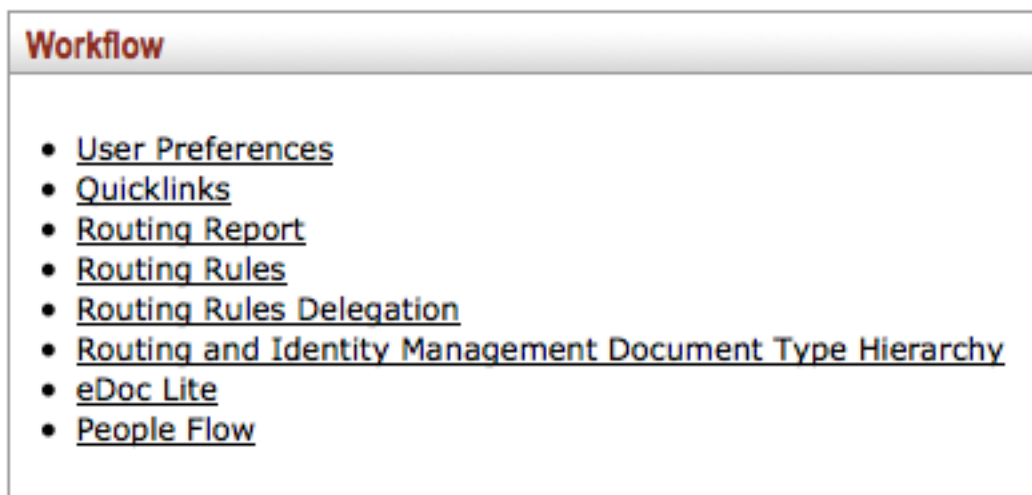 Workflow
User Preferences
Quicklinks
Routing Report
Routing Rules
Routing Rules Delegation
Routing and Identity Management Document Type Hierarchy
eDoc Lite
People Flow